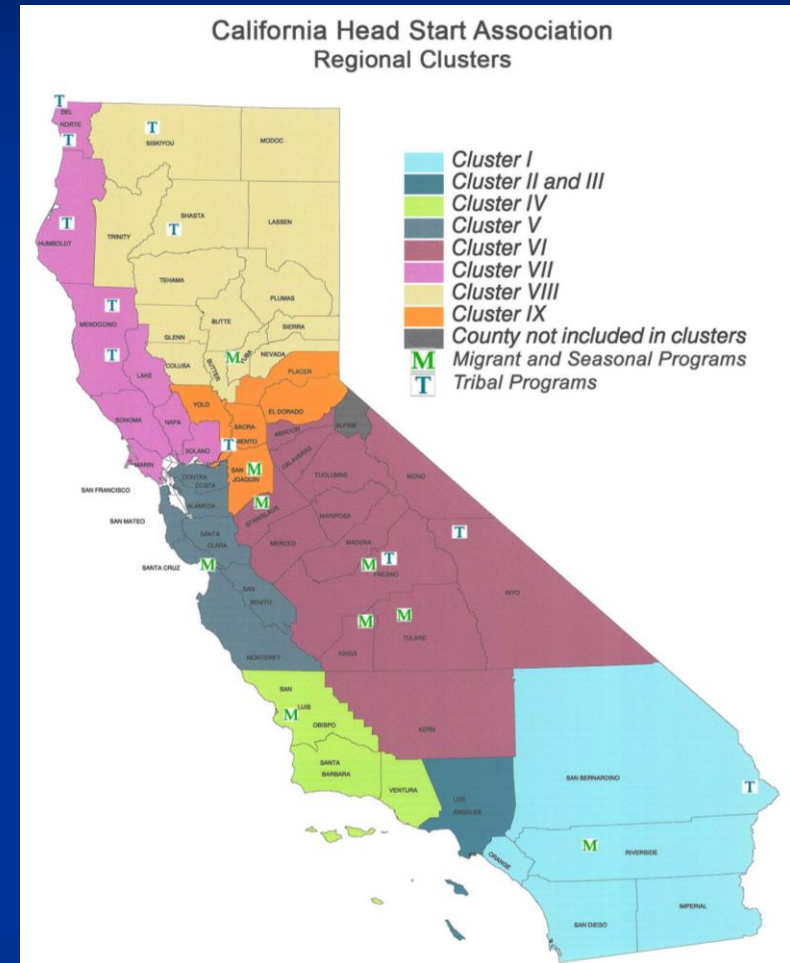 California Head Start Association
Regional Clusters
Cluster I
Cluster II and III
Cluster IV
Cluster V
Cluster VI
Cluster VII
Cluster VIII
Cluster IX
County not included in clusters
M Migrant and Seasonal Programs
T Tribal Programs
T
DEL
NORTE
T
T
SISKIYOU
MODOC
T
HUMBOLDT
TRINITY
T
SHASTA
LASSEN
TEHAMA
PLUMAS
T
MENDOCINO
T
GLENN
BUTTE
SIERRA
M
YUBA
NEVADA
COLUSA
SUTTER
LAKE
PLACER
YOLO
EL DORADO
SONOMA
NAPA
SACRA-
MENTO
AMADOR
ALPINE
T
SOLANO
MARIN
CONTRA
COSTA
SAN
JOAQUIN
M
M
CALAVERAS
TUOLUMNE
MONO
SAN FRANCISCO
ALAMEDA
STANISLAUS
MARIPOSA
SAN MATEO
SANTA
CLARA
MERCED
MADERA
T
SANTA CRUZ
M
M
T
FRESNO
SAN
BENITO
INYO
M
M
TULARE
KINGS
MONTEREY
SAN
LUIS
OBISPO
M
KERN
SANTA
BARBARA
VENTURA
LOS
ANGELES
SAN BERNARDINO
T
ORANGE
M
RIVERSIDE
SAN DIEGO
IMPERIAL